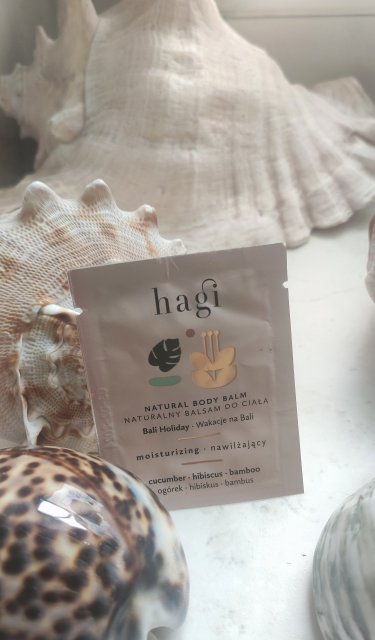 hagi
NATURAL BODY BALM
NATURALNY BALSAM DO CIAŁA
Bali Holiday · Wakacje na Bali
moisturizing · nawilżający
cucumber · hibiscus · bamboo
ogórek · hibiskus · bambus